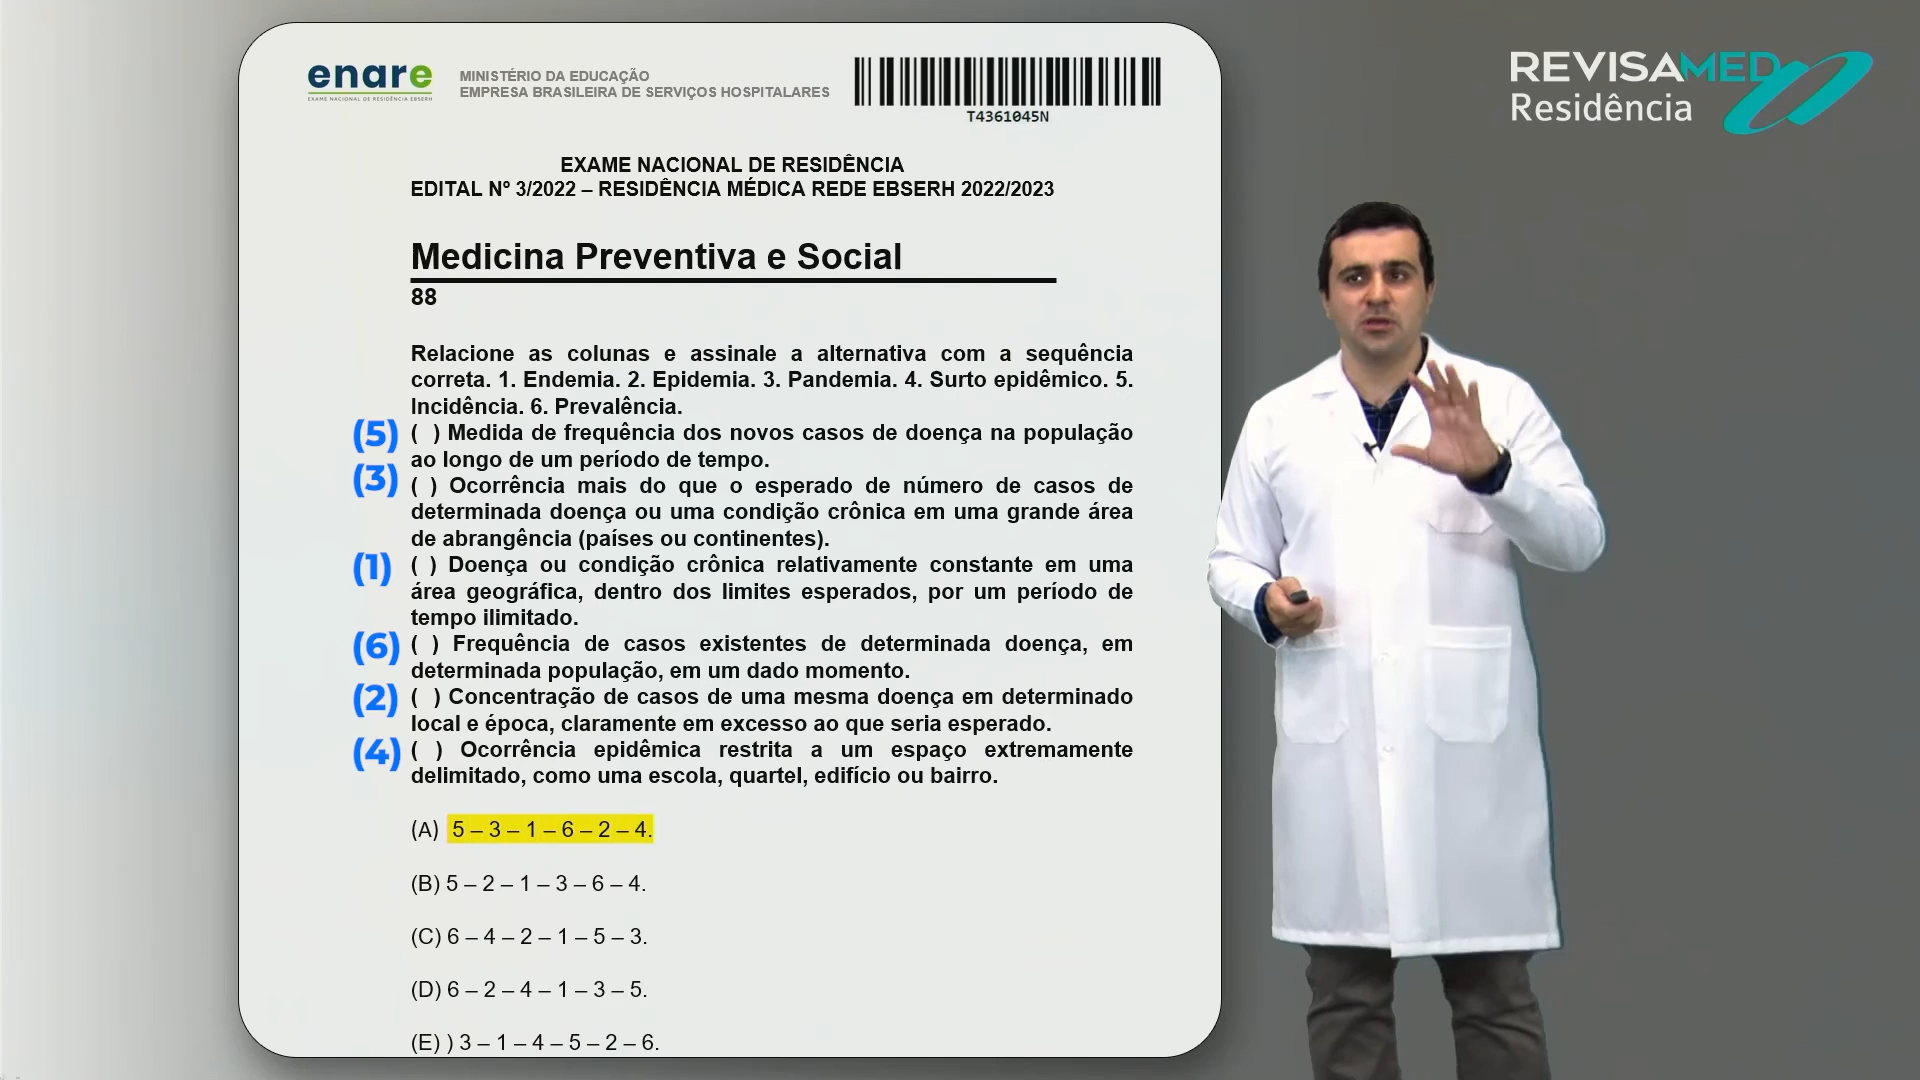 enare
EXAME NACIONAL DE RESIDÊNCIA EBSERH
MINISTÉRIO DA EDUCAÇÃO
EMPRESA BRASILEIRA DE SERVIÇOS HOSPITALARES
T4361045N
REVISAMED
Residência
EXAME NACIONAL DE RESIDÊNCIA
EDITAL Nº 3/2022 – RESIDÊNCIA MÉDICA REDE EBSERH 2022/2023
Medicina Preventiva e Social
88
Relacione as colunas e assinale a alternativa com a sequência
correta. 1. Endemia. 2. Epidemia. 3. Pandemia. 4. Surto epidêmico. 5.
Incidência. 6. Prevalência.
(5) ( ) Medida de frequência dos novos casos de doença na população
ao longo de um período de tempo.
(3) ( ) Ocorrência mais do que o esperado de número de casos de
determinada doença ou uma condição crônica em uma grande área
de abrangência (países ou continentes).
(1) ( ) Doença ou condição crônica relativamente constante em uma
área geográfica, dentro dos limites esperados, por um período de
tempo ilimitado.
(6) ( ) Frequência de casos existentes de determinada doença, em
determinada população, em um dado momento.
(2) ( ) Concentração de casos de uma mesma doença em determinado
local e época, claramente em excesso ao que seria esperado.
(4) ( ) Ocorrência epidêmica restrita a um espaço extremamente
delimitado, como uma escola, quartel, edifício ou bairro.
(A) 5 – 3 – 1 – 6 – 2 – 4.
(B) 5 – 2 – 1 – 3 – 6 – 4.
(C) 6 – 4 – 2 – 1 – 5 – 3.
(D) 6 – 2 – 4 – 1 – 3 – 5.
(E) ) 3 – 1 – 4 – 5 – 2 – 6.